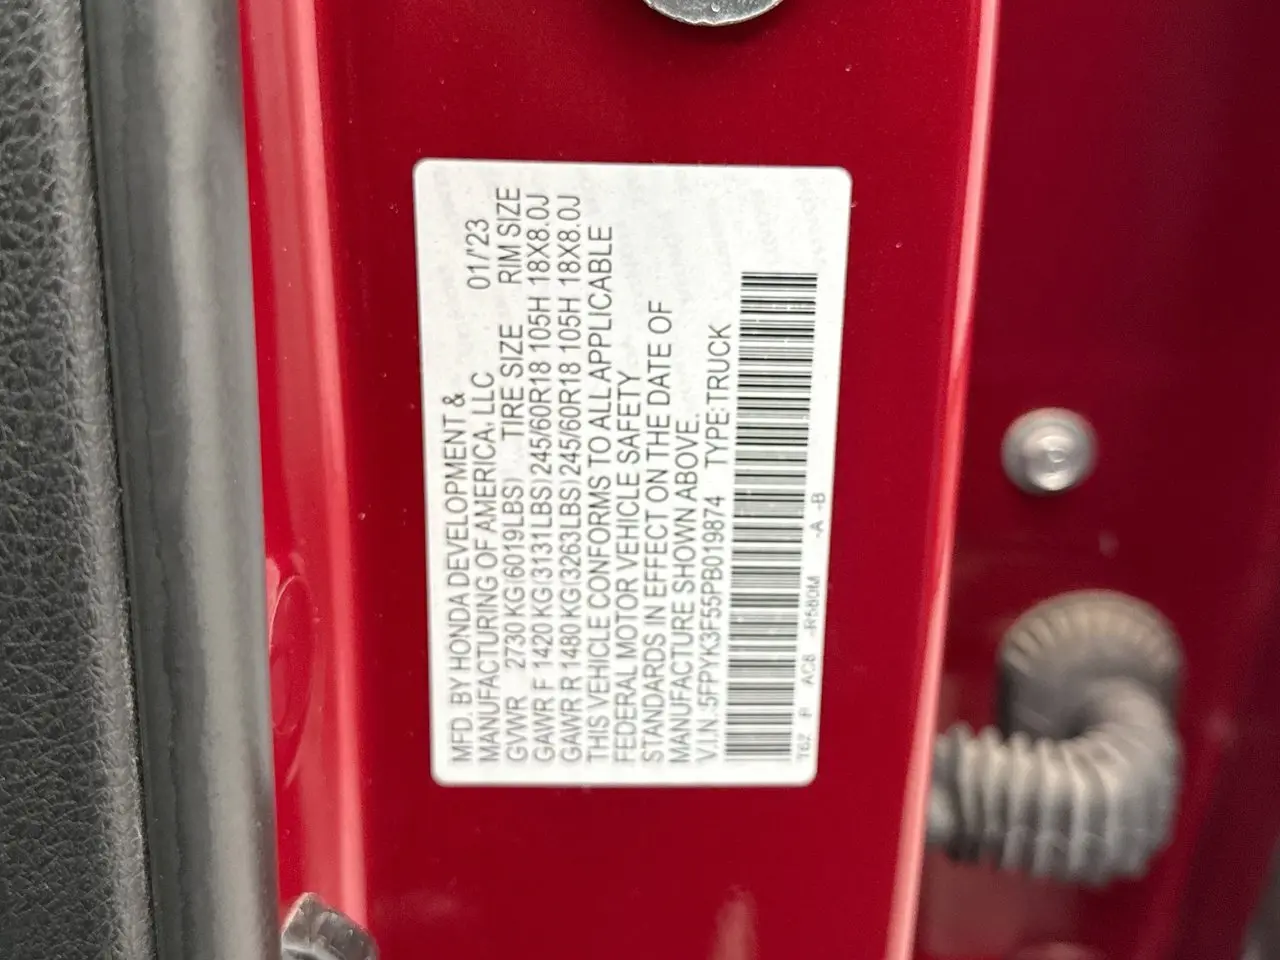 MFD. BY HONDA DEVELOPMENT &
MANUFACTURING OF AMERICA, LLC 01/'23
GVWR 2730 KG(6019LBS) TIRE SIZE RIM SIZE
GAWR F 1420 KG(3131LBS)245/60R18 105H 18X8.0J
GAWR R 1480 KG(3263LBS)245/60R18 105H 18X8.0J
THIS VEHICLE CONFORMS TO ALL APPLICABLE
FEDERAL MOTOR VEHICLE SAFETY
STANDARDS IN EFFECT ON THE DATE OF
MANUFACTURE SHOWN ABOVE.
V.I.N.:5FPYK3F55PB019874 TYPE:TRUCK
T6Z R AC8 -R580M -A -B